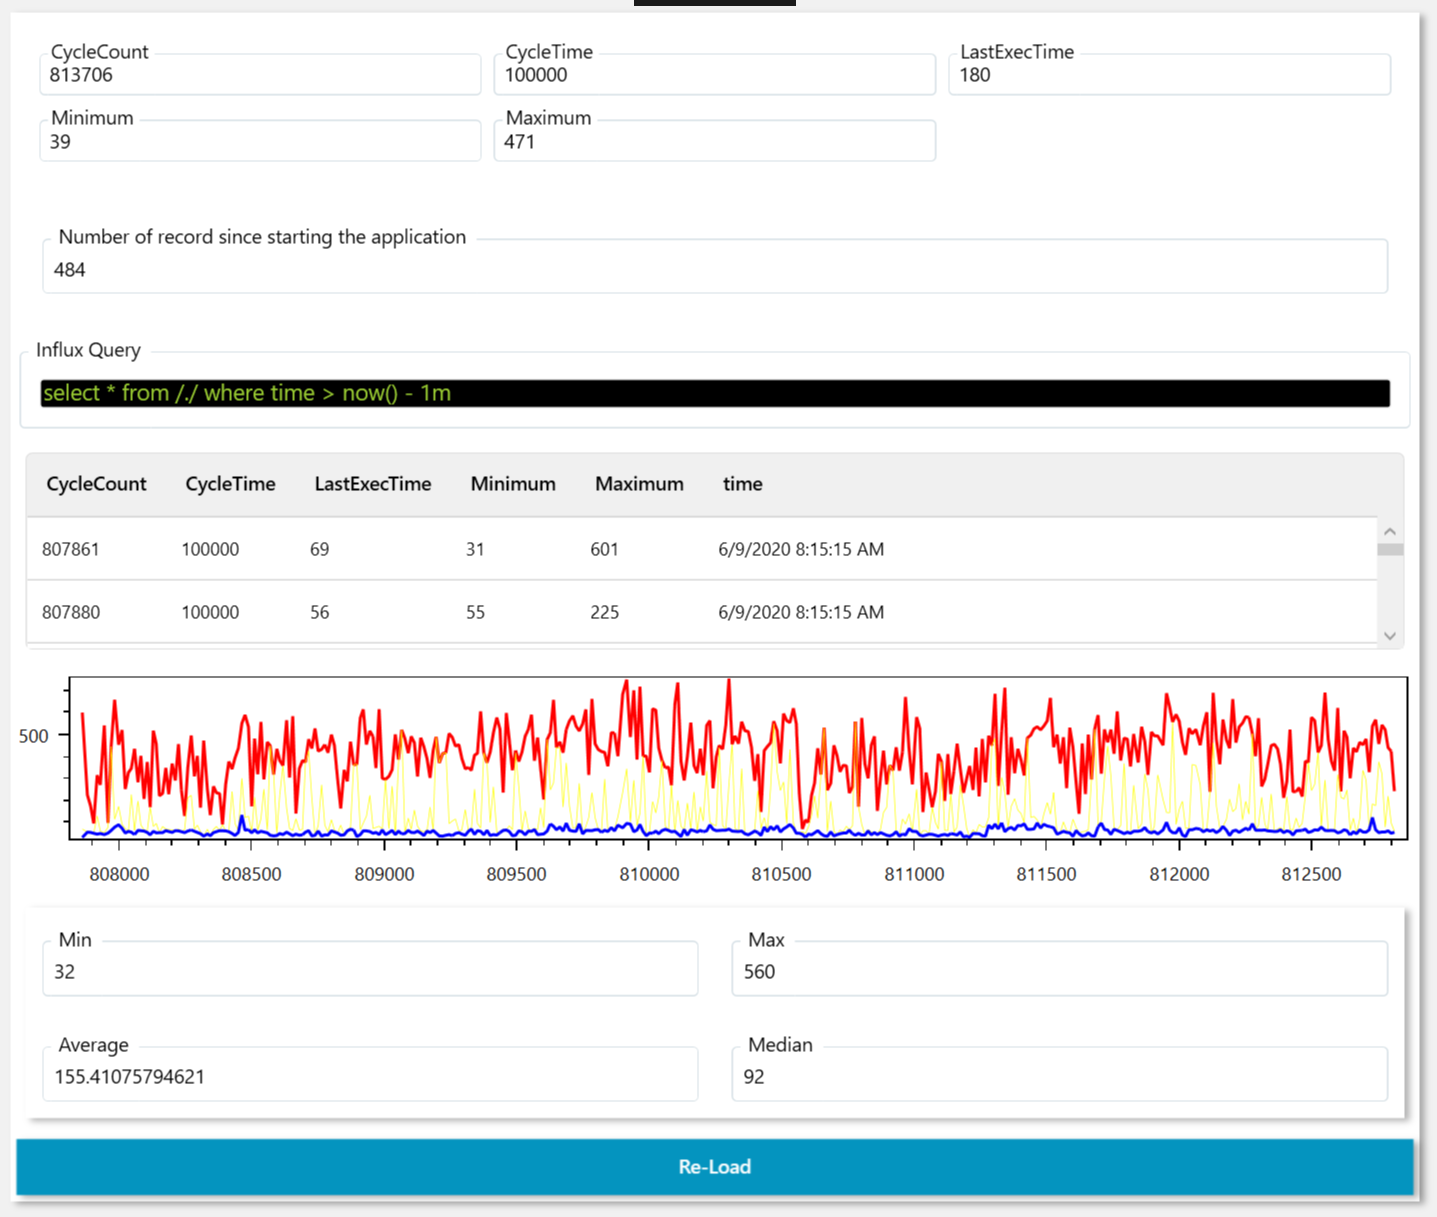 CycleCount CycleTime LastExecTime
813706 100000 180
Minimum Maximum
39 471
Number of record since starting the application
484
Influx Query
select * from /./ where time > now() - 1m
CycleCount CycleTime LastExecTime Minimum Maximum time
807861 100000 69 31 601 6/9/2020 8:15:15 AM
807880 100000 56 55 225 6/9/2020 8:15:15 AM
500
808000 808500 809000 809500 810000 810500 811000 811500 812000 812500
Min Max
32 560
Average Median
155.41075794621 92
Re-Load